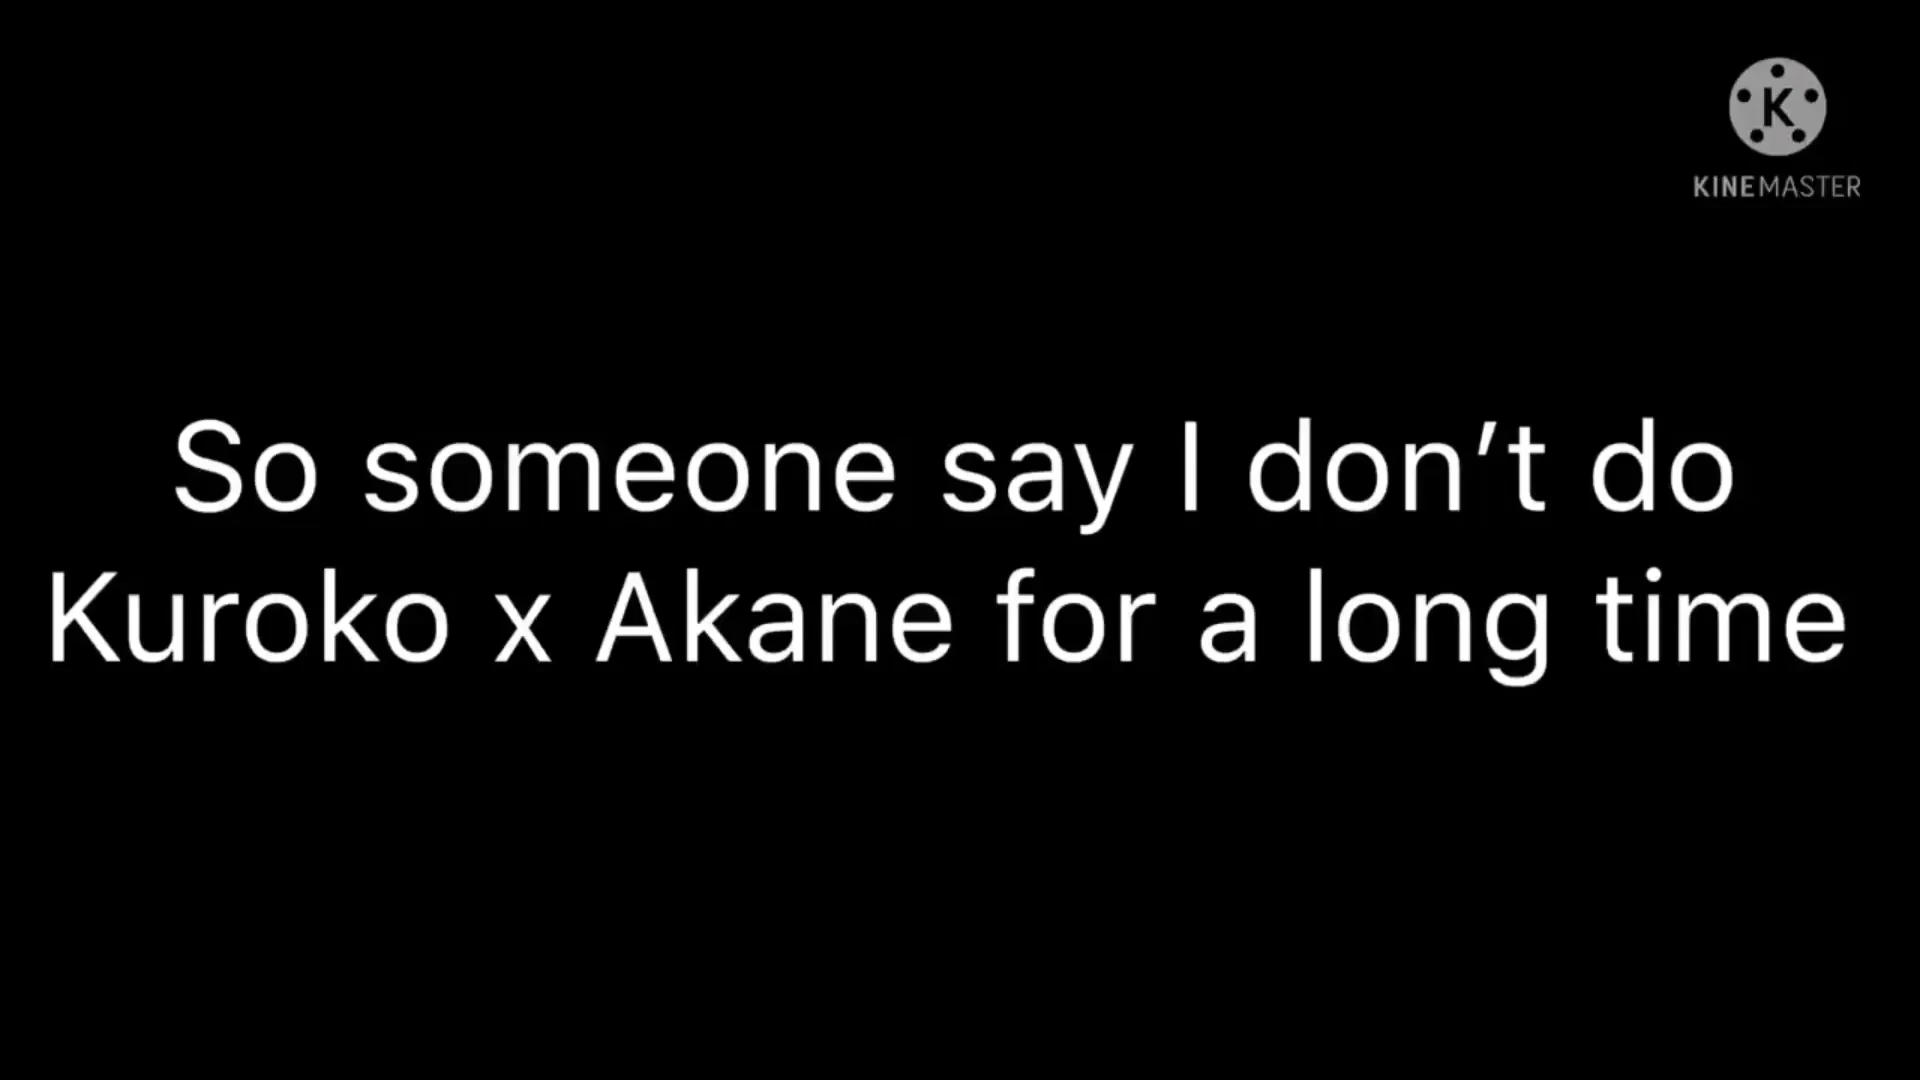 K
KINEMASTER
So someone say I don’t do
Kuroko x Akane for a long time